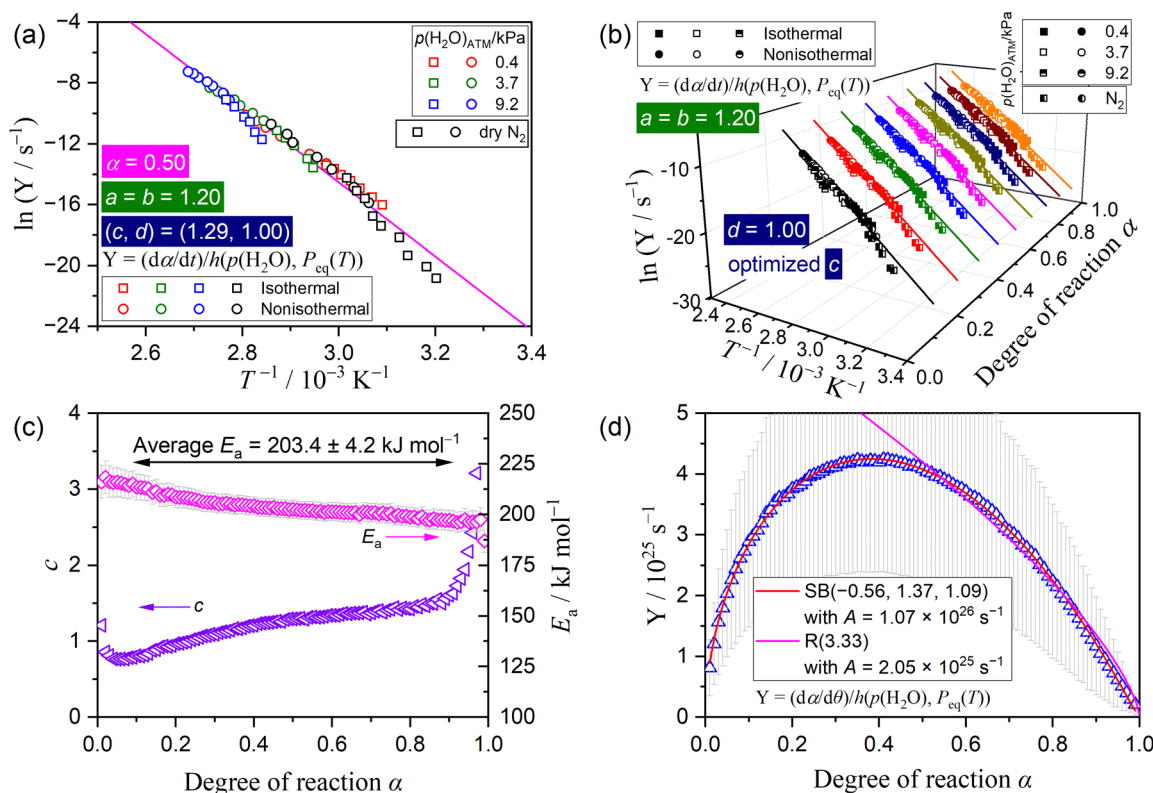 (a)
−4
−8
−12
−16
−20
−24
ln (Y / s⁻¹)
p(H₂O)ATM/kPa
0.4
3.7
9.2
dry N₂
α = 0.50
a = b = 1.20
(c, d) = (1.29, 1.00)
Y = (dα/dt)/h(p(H₂O), Peq(T))
Isothermal
Nonisothermal
2.6 2.8 3.0 3.2 3.4
T⁻¹ / 10⁻³ K⁻¹
(b)
Isothermal
Nonisothermal
Y = (dα/dt)/h(p(H₂O), Peq(T))
a = b = 1.20
p(H₂O)ATM/kPa
0.4
3.7
9.2
N₂
d = 1.00
optimized c
ln (Y / s⁻¹)
-10
-20
-30
2.4 2.6 2.8 3.0 3.2 3.4
T⁻¹ / 10⁻³ K⁻¹
0.0 0.2 0.4 0.6 0.8 1.0
Degree of reaction α
(c)
Average Eₐ = 203.4 ± 4.2 kJ mol⁻¹
Eₐ
c
4
3
2
1
0
c
250
225
200
175
150
125
100
Eₐ / kJ mol⁻¹
0.0 0.2 0.4 0.6 0.8 1.0
Degree of reaction α
(d)
5
4
3
2
1
0
Y / 10²⁵ s⁻¹
SB(−0.56, 1.37, 1.09)
with A = 1.07 × 10²⁶ s⁻¹
R(3.33)
with A = 2.05 × 10²⁵ s⁻¹
Y = (dα/dθ)/h(p(H₂O), Peq(T))
0.0 0.2 0.4 0.6 0.8 1.0
Degree of reaction α